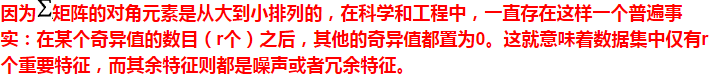 因为Σ矩阵的对角元素是从大到小排列的，在科学和工程中，一直存在这样一个普遍事
实：在某个奇异值的数目（r个）之后，其他的奇异值都置为0。这就意味着数据集中仅有r
个重要特征，而其余特征则都是噪声或者冗余特征。